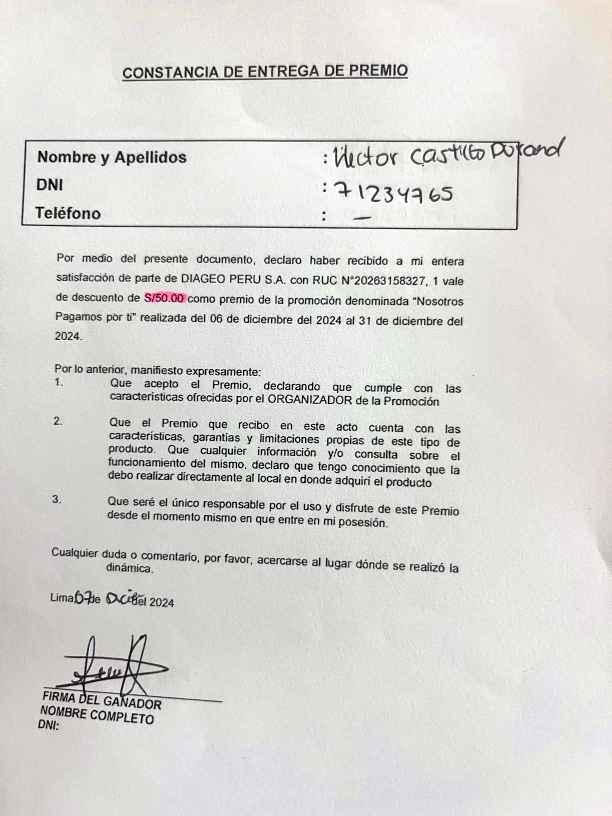 CONSTANCIA DE ENTREGA DE PREMIO
Nombre y Apellidos : Víctor Castillo Durand
DNI : 71234765
Teléfono : —
Por medio del presente documento, declaro haber recibido a mi entera
satisfacción de parte de DIAGEO PERU S.A. con RUC N°20263158327, 1 vale
de descuento de S/50.00 como premio de la promoción denominada “Nosotros
Pagamos por ti” realizada del 06 de diciembre del 2024 al 31 de diciembre del
2024.
Por lo anterior, manifiesto expresamente:
1. Que acepto el Premio, declarando que cumple con las
características ofrecidas por el ORGANIZADOR de la Promoción
2. Que el Premio que recibo en este acto cuenta con las
características, garantías y limitaciones propias de este tipo de
producto. Que cualquier información y/o consulta sobre el
funcionamiento del mismo, declaro que tengo conocimiento que la
debo realizar directamente al local en donde adquirí el producto
3. Que seré el único responsable por el uso y disfrute de este Premio
desde el momento mismo en que entre en mi posesión.
Cualquier duda o comentario, por favor, acercarse al lugar dónde se realizó la
dinámica.
Lima 07 de del 2024
FIRMA DEL GANADOR
NOMBRE COMPLETO
DNI: